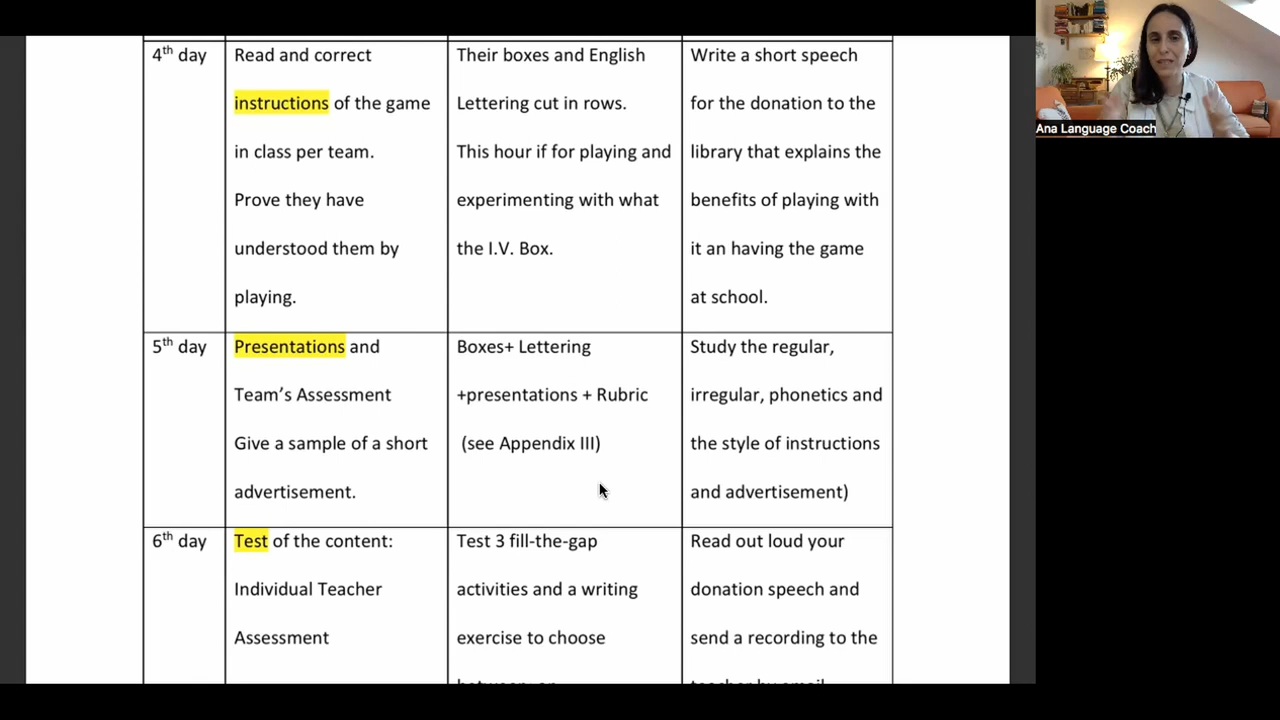 4th day
Read and correct
instructions of the game
in class per team.
Prove they have
understood them by
playing.
Their boxes and English
Lettering cut in rows.
This hour if for playing and
experimenting with what
the I.V. Box.
Write a short speech
for the donation to the
library that explains the
benefits of playing with
it an having the game
at school.
5th day
Presentations and
Team's Assessment
Give a sample of a short
advertisement.
Boxes+ Lettering
+presentations + Rubric
(see Appendix III)
Study the regular,
irregular, phonetics and
the style of instructions
and advertisement)
6th day
Test of the content:
Individual Teacher
Assessment
Test 3 fill-the-gap
activities and a writing
exercise to choose
Read out loud your
donation speech and
send a recording to the
teacher by email
Ana Language Coach